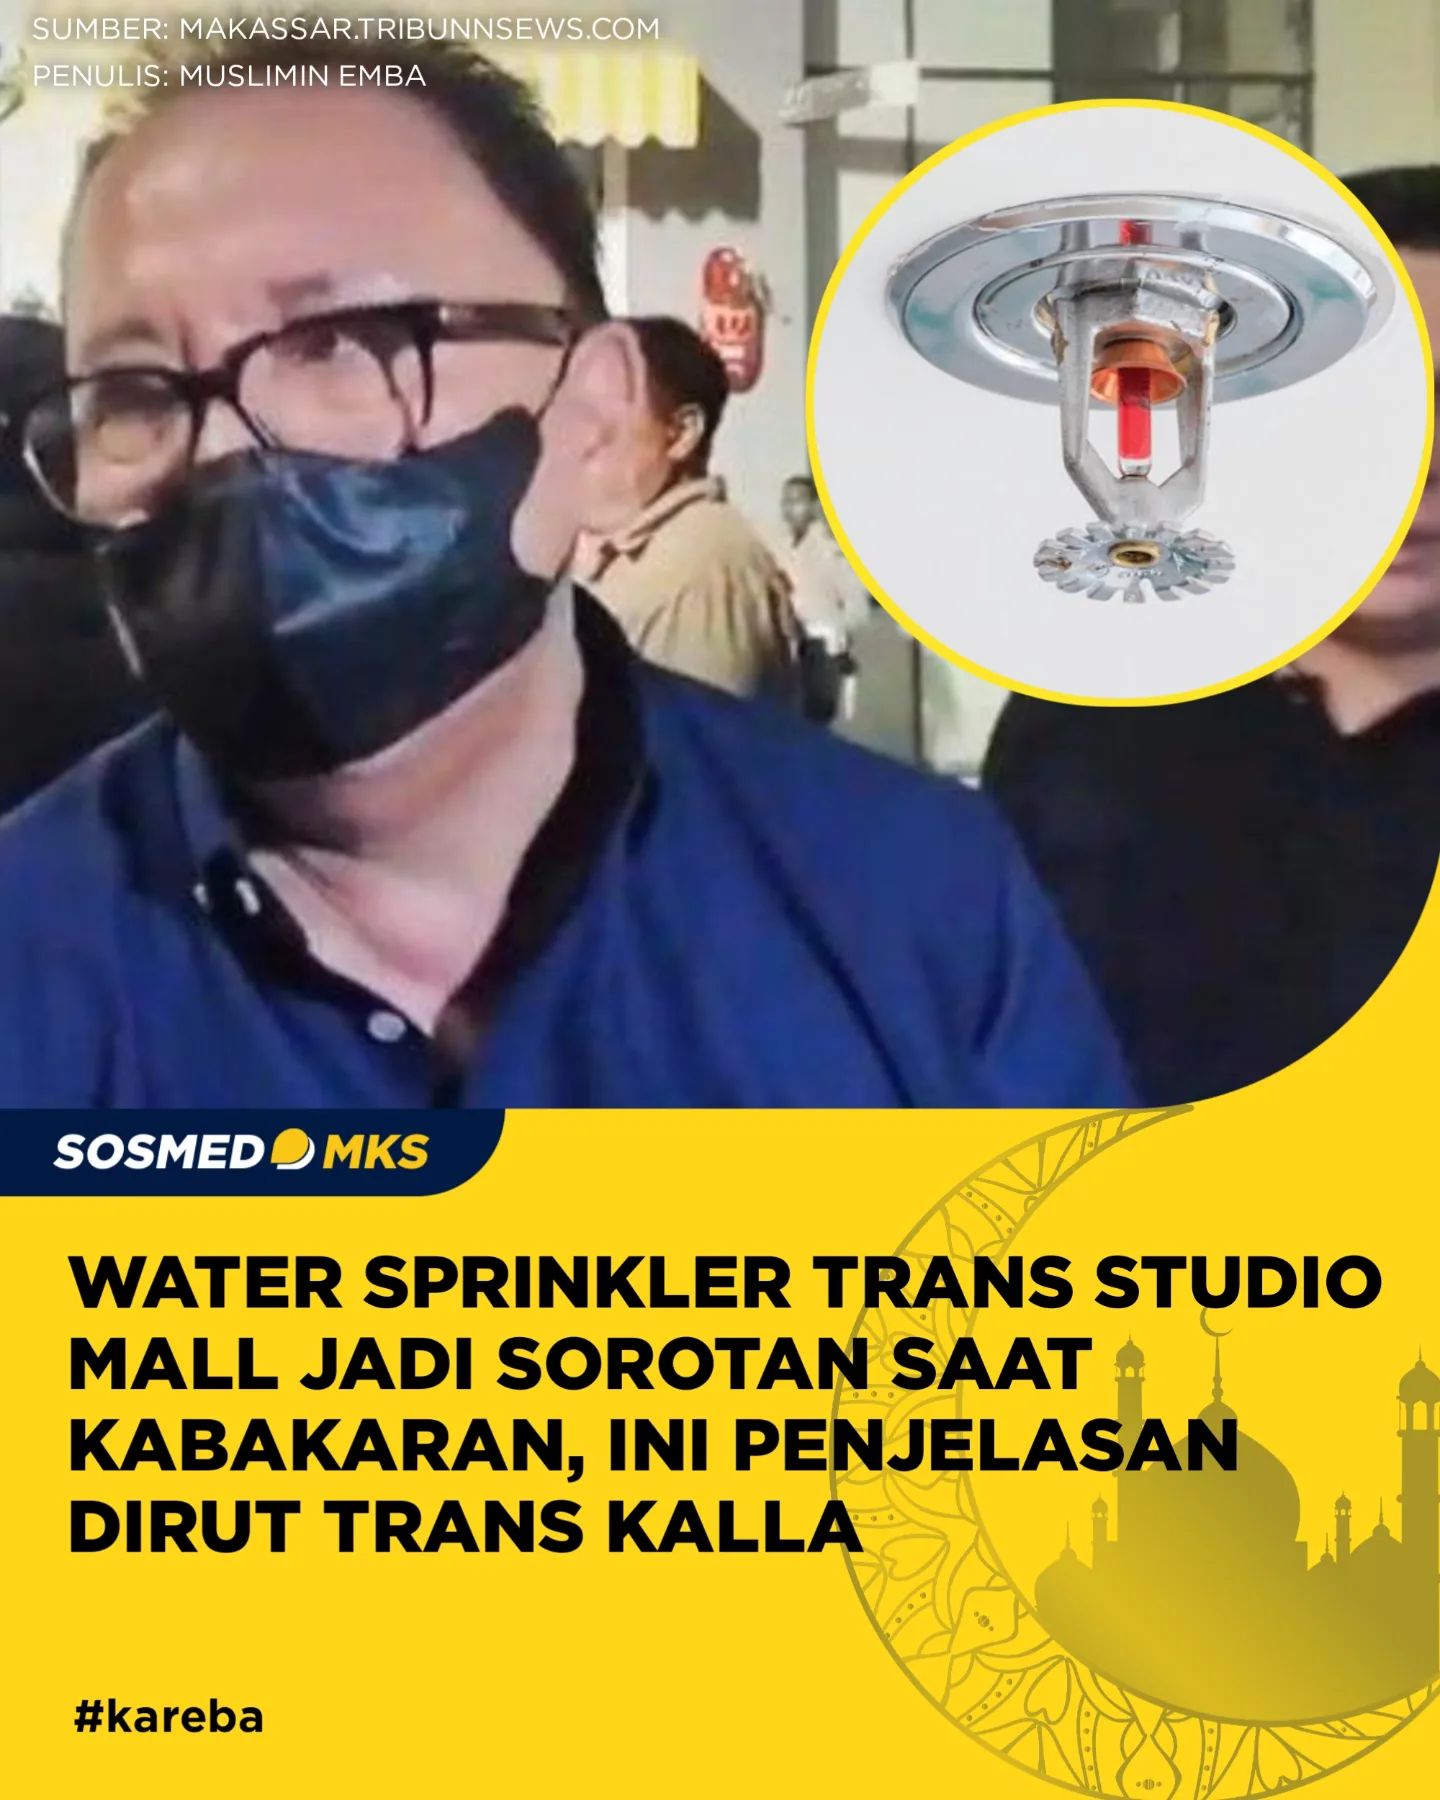 SUMBER: MAKASSAR.TRIBUNNSEWS.COM
PENULIS: MUSLIMIN EMBA
SOSMED MKS
WATER SPRINKLER TRANS STUDIO
MALL JADI SOROTAN SAAT
KABAKARAN, INI PENJELASAN
DIRUT TRANS KALLA
#kareba